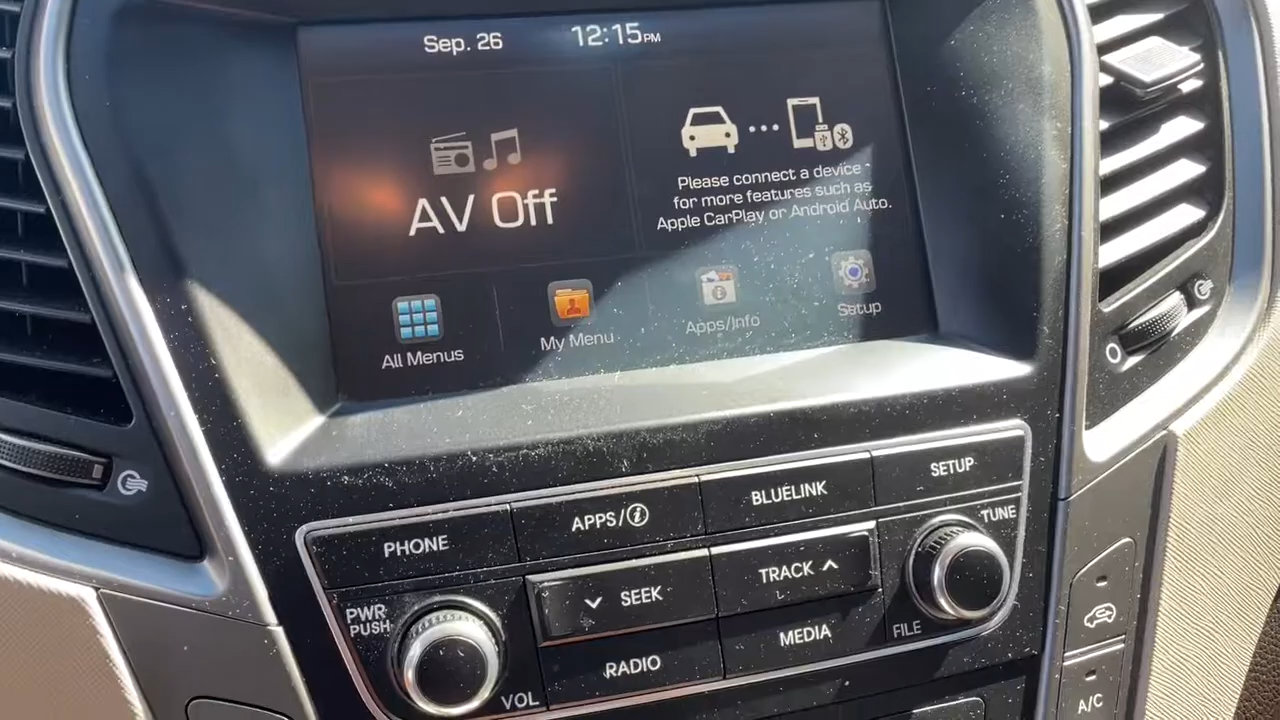 Sep. 26
12:15PM
AV Off
Please connect a device
for more features such as
Apple CarPlay or Android Auto.
All Menus
My Menu
Apps/Info
Setup
PHONE
APPS/i
BLUELINK
SETUP
PWR
PUSH
SEEK
TRACK
TUNE
VOL
RADIO
MEDIA
FILE
A/C